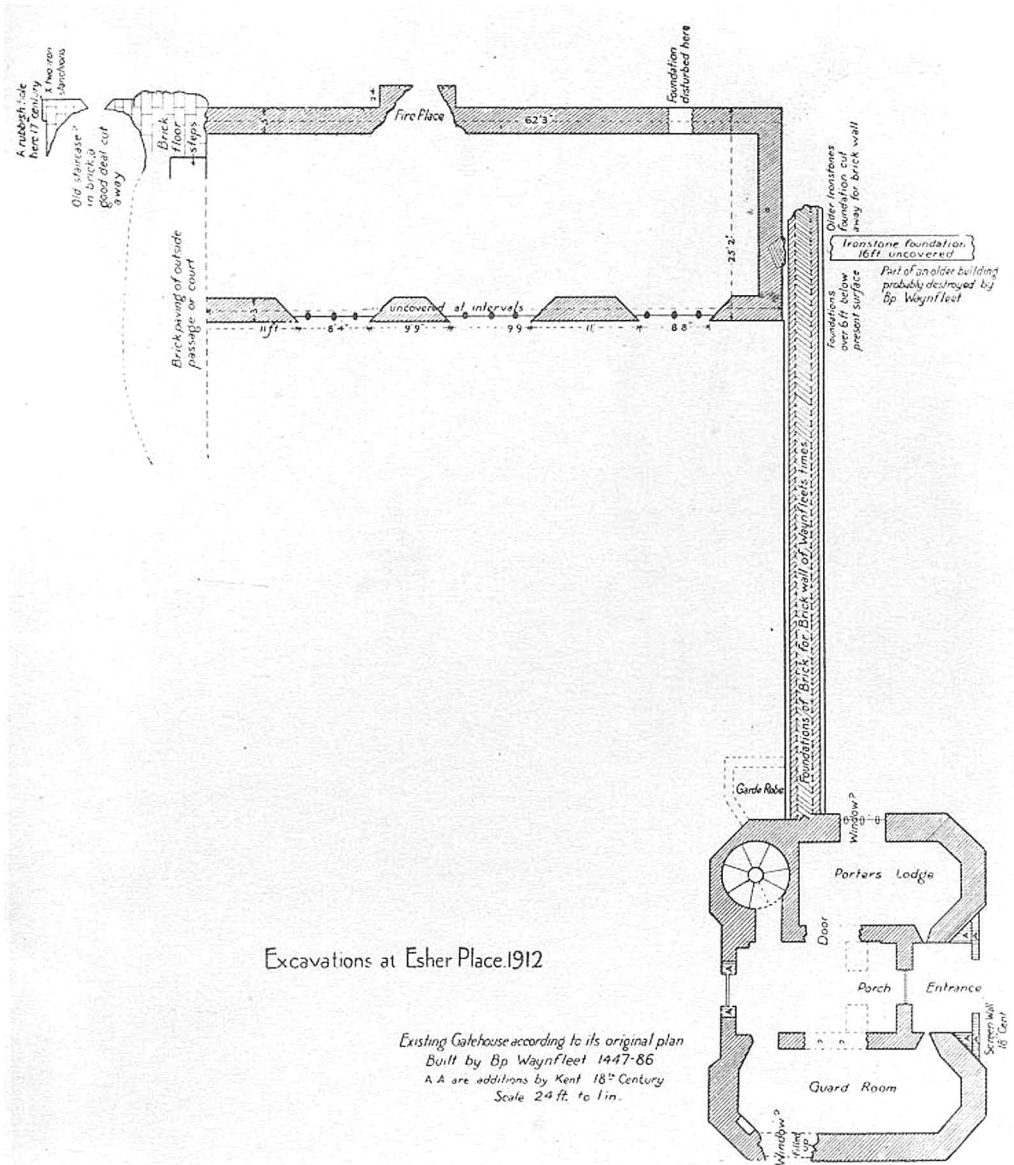 A rubbish hole
here 17 century
X two iron
stanchions
Old staircase?
in brick, a
good deal cut
away
Brick
floor
steps
Fire Place
62'3"
Foundation
disturbed here
25'2"
Older Ironstones
foundation cut
away for brick wall
Ironstone foundation
16ft uncovered
Part of an older building
probably destroyed by
Bp Waynfleet
Foundations
over 6ft below
present surface
Brick paving of outside
passage or court
uncovered at intervals
11ft
8'4"
9'9"
9'9
11'
8'8"
Foundations of Brick for Brick wall of Waynfleets times
Garde Robe
Window?
Porters Lodge
Door
Porch
Entrance
Screen Wall
18th Cent
A
A
A
A
A
A
Guard Room
? ?
Window?
filled
up
Excavations at Esher Place.1912
Existing Gatehouse according to its original plan
Built by Bp Waynfleet 1447-86
A A are additions by Kent 18th Century
Scale 24 ft. to 1 in.